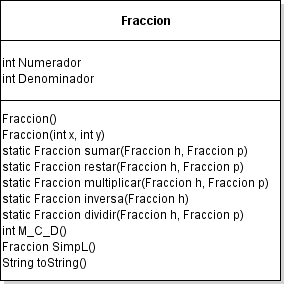 Fraccion
int Numerador
int Denominador
Fraccion()
Fraccion(int x, int y)
static Fraccion sumar(Fraccion h, Fraccion p)
static Fraccion restar(Fraccion h, Fraccion p)
static Fraccion multiplicar(Fraccion h, Fraccion p)
static Fraccion inversa(Fraccion h)
static Fraccion dividir(Fraccion h, Fraccion p)
int M_C_D()
Fraccion SimpL()
String toString()